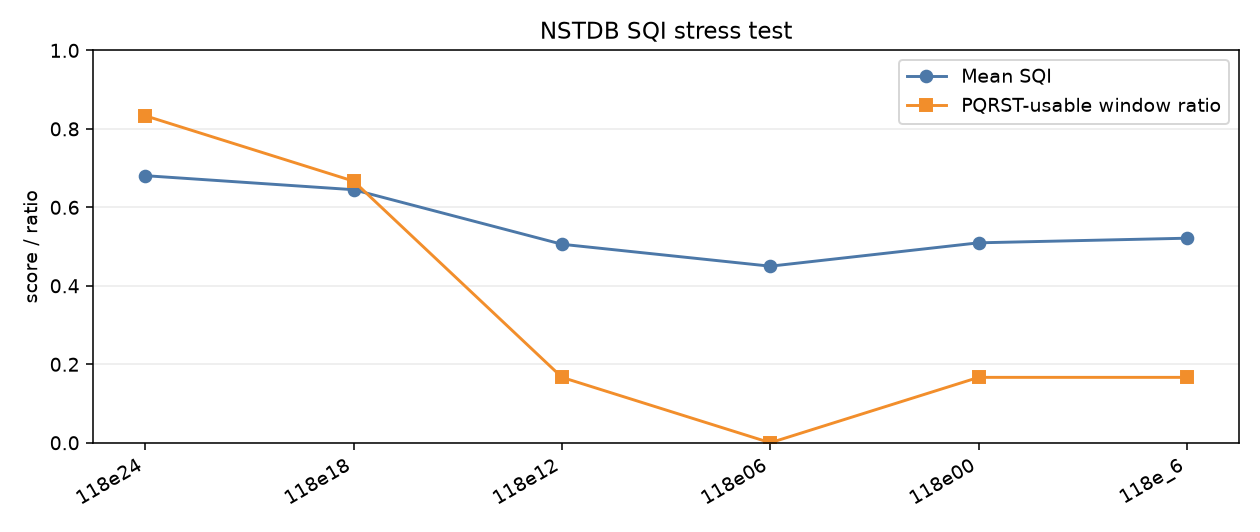 NSTDB SQI stress test
Mean SQI
PQRST-usable window ratio
score / ratio
1.0
0.8
0.6
0.4
0.2
0.0
118e24
118e18
118e12
118e06
118e00
118e_6